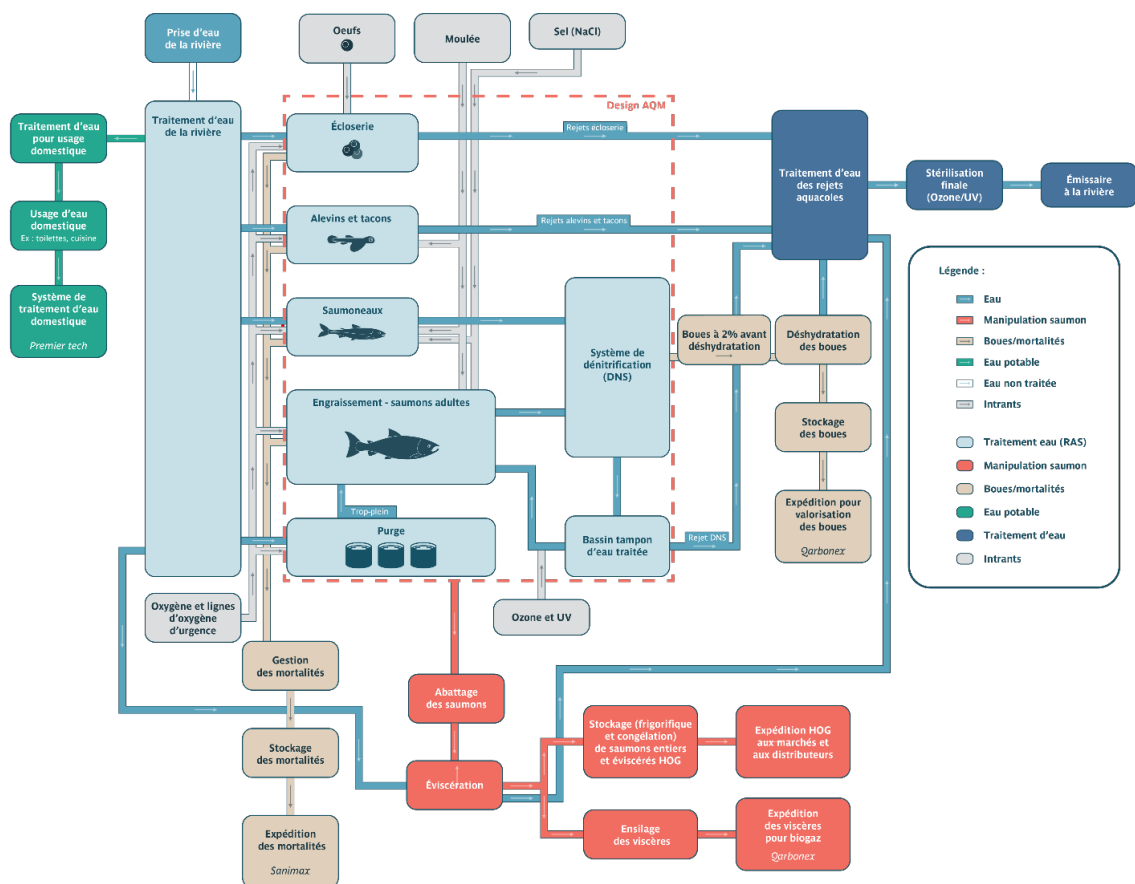 Prise d'eau
de la rivière
Oeufs
Moulée
Sel (NaCl)
Design AQM
Traitement d'eau
pour usage
domestique
Traitement d'eau
de la rivière
Écloserie
Rejets écloserie
Traitement d'eau
des rejets
aquacoles
Stérilisation
finale
(Ozone/UV)
Émissaire
à la rivière
Usage d'eau
domestique
Ex : toilettes, cuisine
Alevins et tacons
Rejets alevins et tacons
Système de
traitement d'eau
domestique
Premier tech
Saumoneaux
Système de
dénitrification
(DNS)
Boues à 2% avant
déshydratation
Déshydratation
des boues
Engraissement - saumons adultes
Stockage
des boues
Expédition pour
valorisation des
boues
Qarbonex
Trop-plein
Purge
Bassin tampon
d'eau traitée
Rejet DNS
Légende :
Eau
Manipulation saumon
Boues/mortalités
Eau potable
Eau non traitée
Intrants
Traitement eau (RAS)
Manipulation saumon
Boues/mortalités
Eau potable
Traitement d'eau
Intrants
Oxygène et lignes
d'oxygène
d'urgence
Ozone et UV
Gestion
des mortalités
Abattage
des saumons
Stockage
des mortalités
Éviscération
Stockage (frigorifique
et congélation)
de saumons entiers
et éviscérés HOG
Expédition HOG
aux marchés et
aux distributeurs
Expédition
des mortalités
Sanimax
Ensilage
des viscères
Expédition
des viscères
pour biogaz
Qarbonex